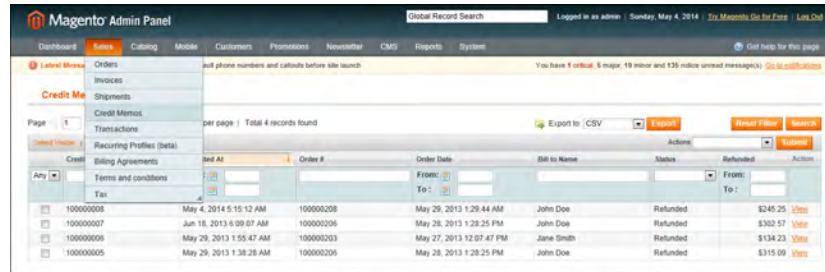 Magento Admin Panel
Global Record Search
Logged in as admin | Sunday, May 4, 2014 | Try Magento Go for Free | Log Out
Dashboard Sales Catalog Mobile Customers Promotions Newsletter CMS Reports System
Get help for this page
Latest Messa
ault phone numbers and callouts before site launch
You have 1 critical, 5 major, 19 minor and 135 notice unread message(s). Go to notifications
Orders
Invoices
Shipments
Credit Memos
Transactions
Recurring Profiles (beta)
Billing Agreements
Terms and conditions
Tax
Credit Me
Page 1
per page | Total 4 records found
Export to: CSV Export
Reset Filter Search
Actions Submit
Credi
ted At Order # Order Date Bill to Name Status Refunded Action
Any
From: From:
To : To :
100000008 May 4, 2014 5:15:12 AM 100000208 May 29, 2013 1:29:44 AM John Doe Refunded $245.25 View
100000007 Jun 18, 2013 6:09:07 AM 100000206 May 28, 2013 1:28:25 PM John Doe Refunded $302.57 View
100000006 May 29, 2013 1:55:47 AM 100000203 May 27, 2013 12:07:47 PM Jane Smith Refunded $134.23 View
100000005 May 29, 2013 1:38:28 AM 100000206 May 28, 2013 1:28:25 PM John Doe Refunded $315.09 View